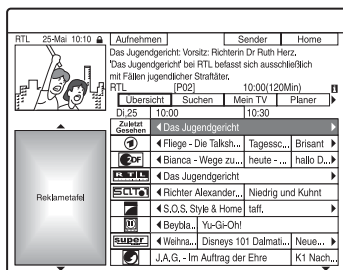 RTL 25-Mai 10:10
Aufnehmen Sender Home
Das Jugendgericht: Vorsitz: Richterin Dr Ruth Herz.
'Das Jugendgericht' bei RTL befasst sich ausschließlich
mit Fällen jugendlicher Straftäter.
RTL [P02] 10:00(120Min)
Übersicht Suchen Mein TV Planer
Di,25 10:00 10:30
Zuletzt
Gesehen Das Jugendgericht
Fliege - Die Talksh... Tagessc... Brisant
ZDF Bianca - Wege zu... heute - ... hallo D...
RTL Das Jugendgericht
SAT.1 Richter Alexander... Niedrig und Kuhnt
S.O.S. Style & Home taff.
Beybla.. Yu-Gi-Oh!
super Weihna... Disneys 101 Dalmati... Neue...
J.A.G. - Im Auftrag der Ehre K1 Nach...
Reklametafel